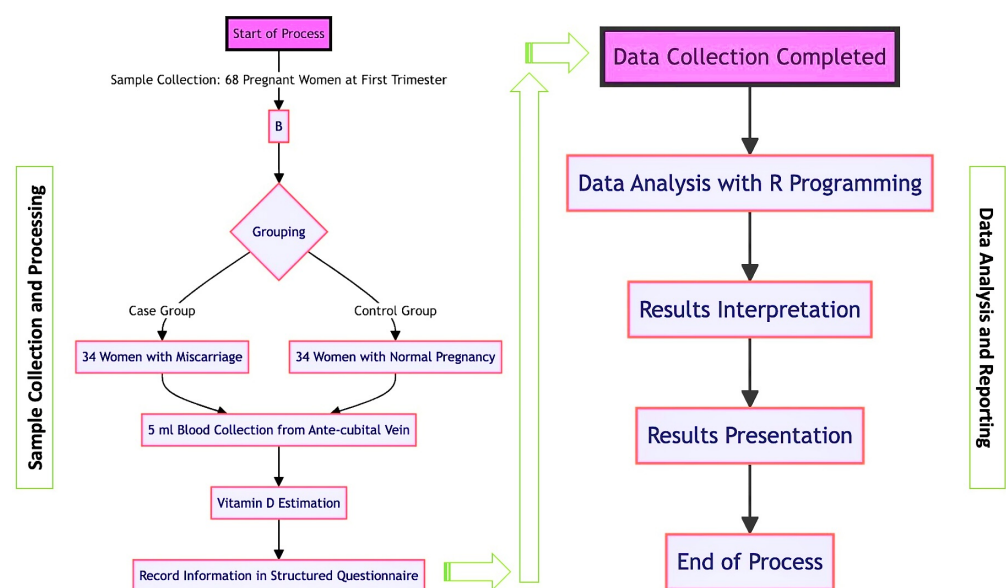 Start of Process
Sample Collection: 68 Pregnant Women at First Trimester
B
Grouping
Case Group
Control Group
34 Women with Miscarriage
34 Women with Normal Pregnancy
5 ml Blood Collection from Ante-cubital Vein
Vitamin D Estimation
Record Information in Structured Questionnaire
Sample Collection and Processing
Data Collection Completed
Data Analysis with R Programming
Results Interpretation
Results Presentation
End of Process
Data Analysis and Reporting